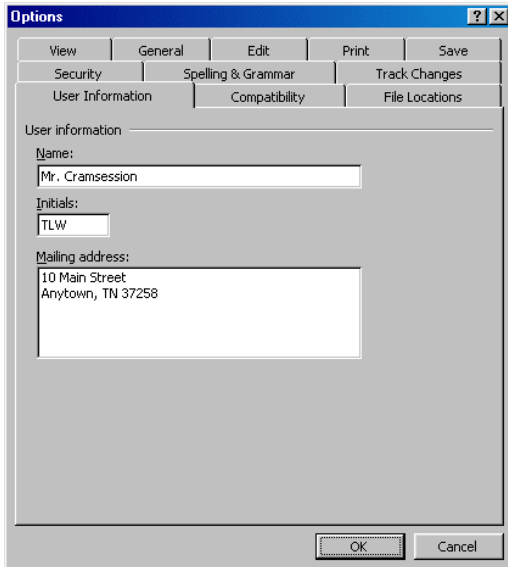 Options
View General Edit Print Save
Security Spelling & Grammar Track Changes
User Information Compatibility File Locations
User information
Name:
Mr. Cramsession
Initials:
TLW
Mailing address:
10 Main Street
Anytown, TN 37258
OK Cancel